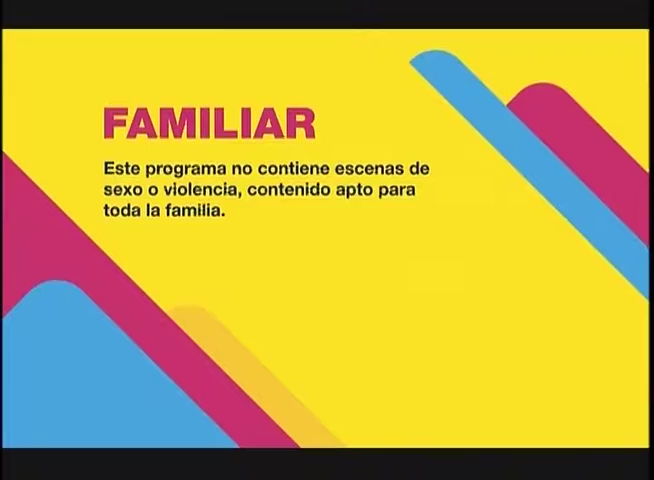 FAMILIAR
Este programa no contiene escenas de
sexo o violencia, contenido apto para
toda la familia.